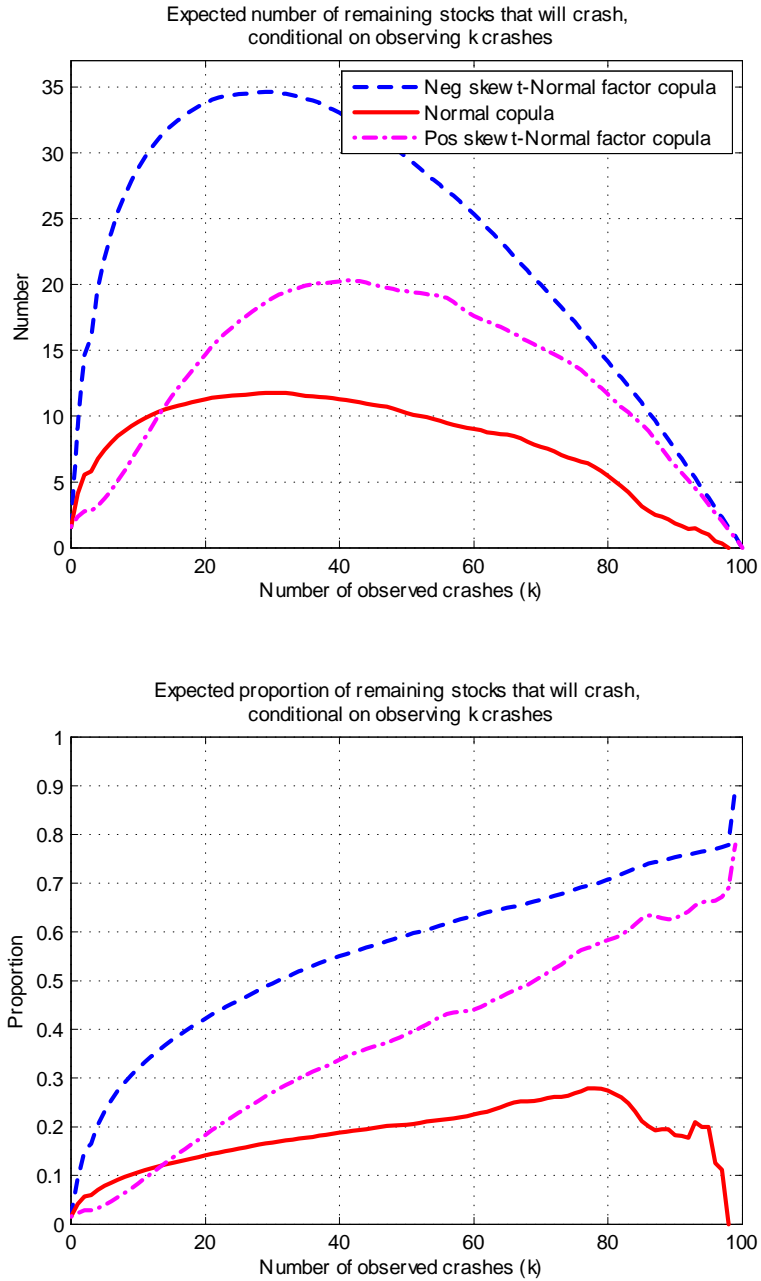 Expected number of remaining stocks that will crash,
conditional on observing k crashes
35
30
25
20
15
10
5
0
Number
Neg skew t-Normal factor copula
Normal copula
Pos skew t-Normal factor copula
0 20 40 60 80 100
Number of observed crashes (k)
Expected proportion of remaining stocks that will crash,
conditional on observing k crashes
1
0.9
0.8
0.7
0.6
0.5
0.4
0.3
0.2
0.1
0
Proportion
0 20 40 60 80 100
Number of observed crashes (k)